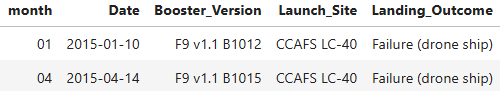 month Date Booster_Version Launch_Site Landing_Outcome
01 2015-01-10 F9 v1.1 B1012 CCAFS LC-40 Failure (drone ship)
04 2015-04-14 F9 v1.1 B1015 CCAFS LC-40 Failure (drone ship)